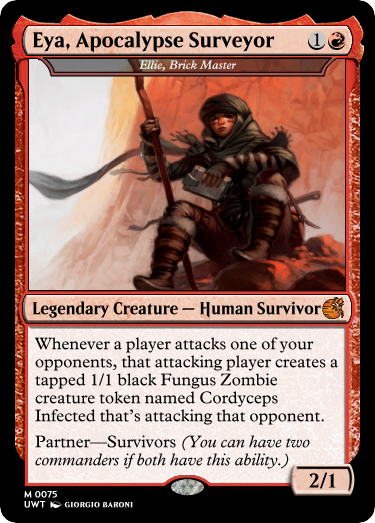 Eya, Apocalypse Surveyor 1
Ellie, Brick Master
Legendary Creature — Human Survivor
Whenever a player attacks one of your
opponents, that attacking player creates a
tapped 1/1 black Fungus Zombie
creature token named Cordyceps
Infected that's attacking that opponent.
Partner—Survivors (You can have two
commanders if both have this ability.)
2/1
M 0075
UWT GIORGIO BARONI